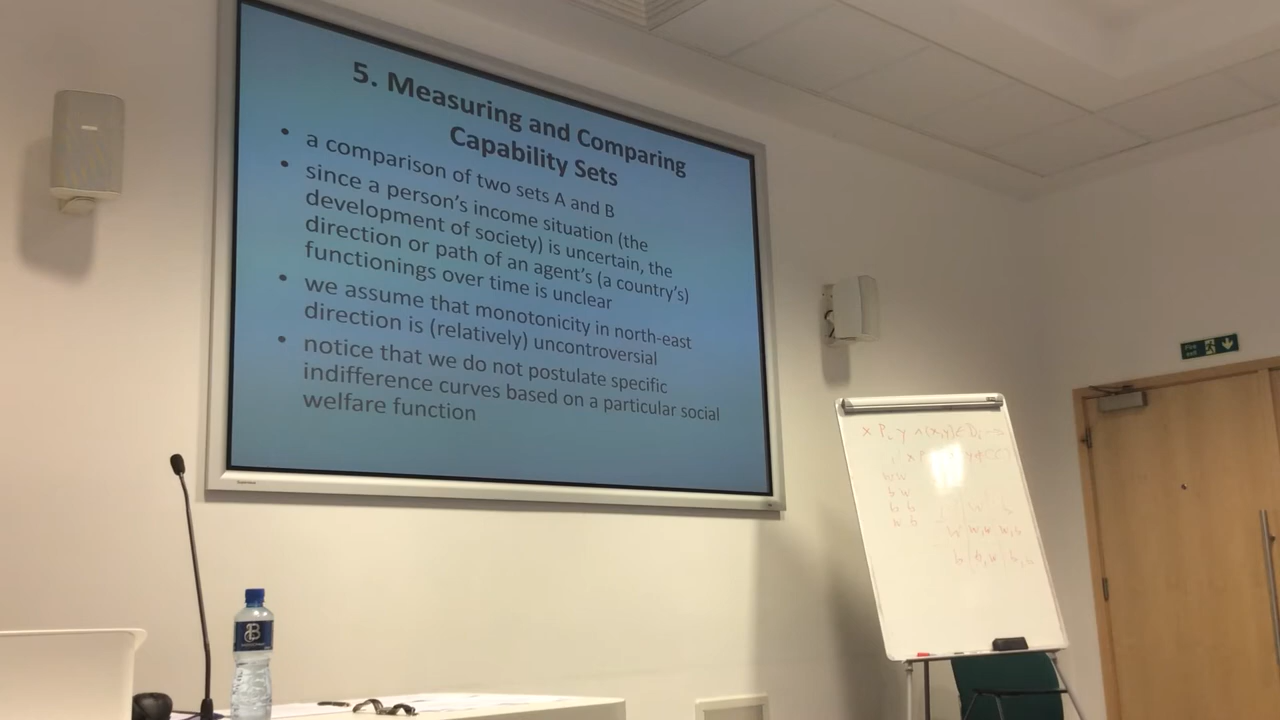 5. Measuring and Comparing
Capability Sets
• a comparison of two sets A and B
• since a person's income situation (the
development of society) is uncertain, the
direction or path of an agent's (a country's)
functionings over time is unclear
• we assume that monotonicity in north-east
direction is (relatively) uncontroversial
• notice that we do not postulate specific
indifference curves based on a particular social
welfare function
Fire
exit
B
w w
b w
b b
w b
w,w w,b
b b,w b,b